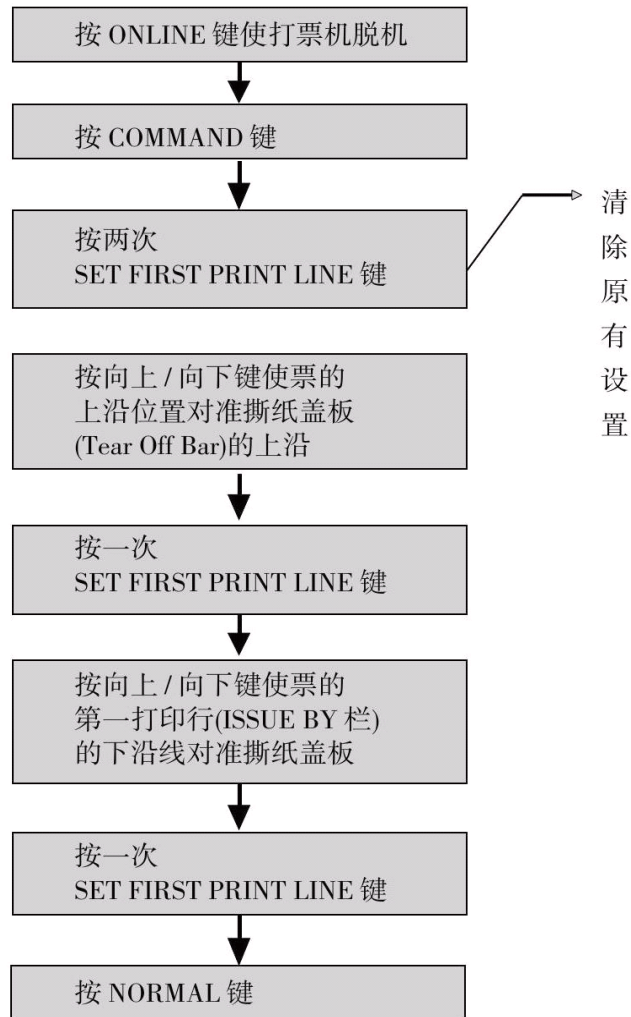 按 ONLINE 键使打票机脱机
按 COMMAND 键
按两次
SET FIRST PRINT LINE 键
清
除
原
有
设
置
按向上 / 向下键使票的
上沿位置对准撕纸盖板
(Tear Off Bar)的上沿
按一次
SET FIRST PRINT LINE 键
按向上 / 向下键使票的
第一打印行(ISSUE BY 栏)
的下沿线对准撕纸盖板
按一次
SET FIRST PRINT LINE 键
按 NORMAL 键